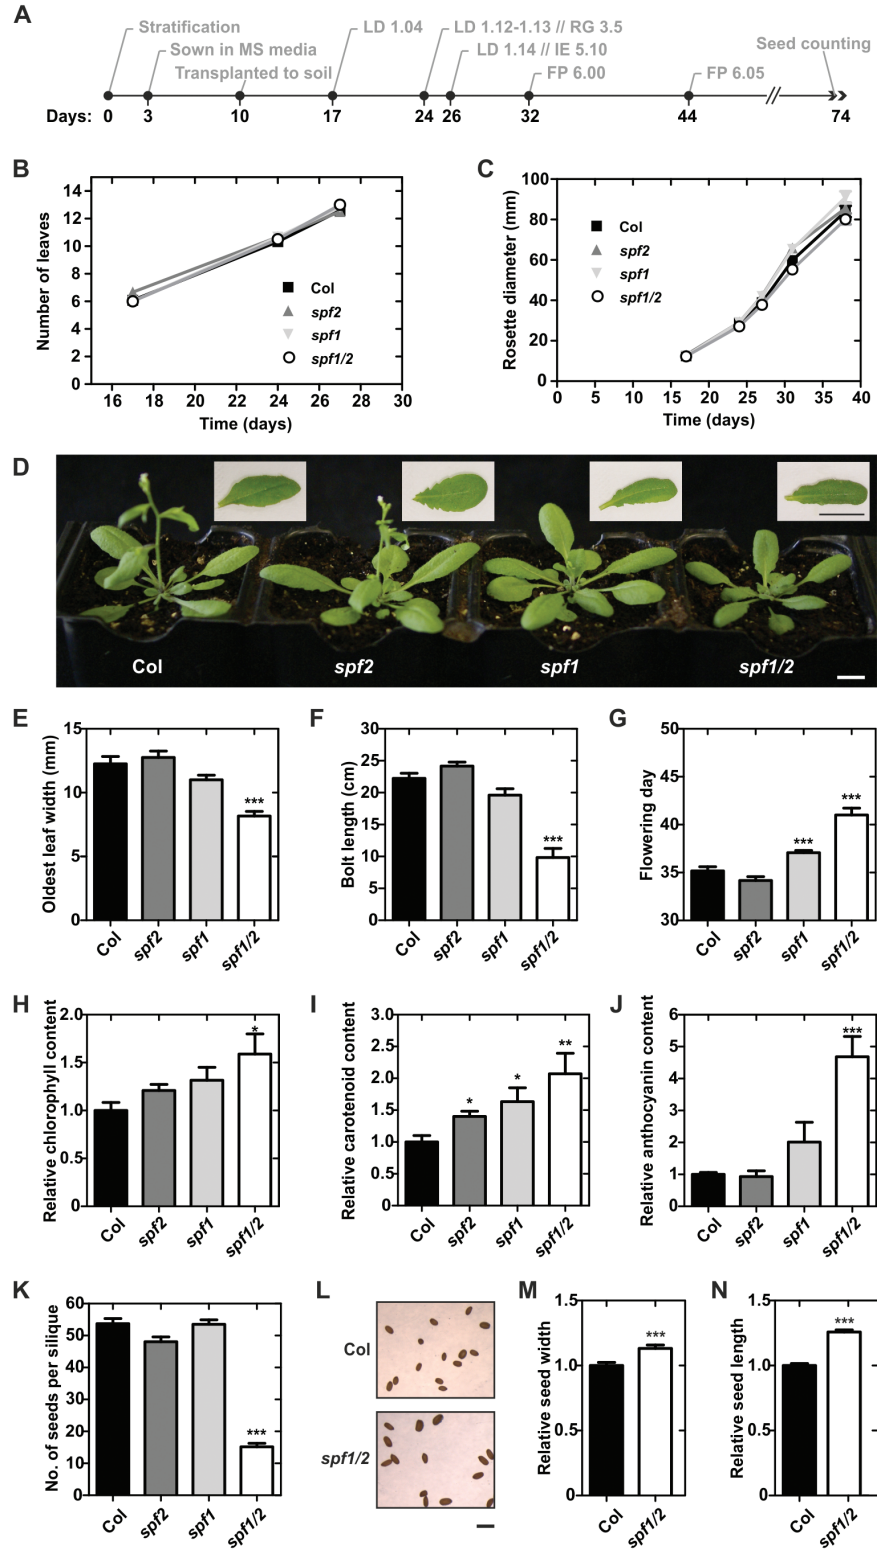 A
Stratification
Sown in MS media
Transplanted to soil
LD 1.04
LD 1.12-1.13 // RG 3.5
LD 1.14 // IE 5.10
FP 6.00
FP 6.05
Seed counting
//
Days: 0 3 10 17 24 26 32 44 74
B
Number of leaves
14
12
10
8
6
4
2
0
Col
spf2
spf1
spf1/2
16 18 20 22 24 26 28 30
Time (days)
C
Rosette diameter (mm)
100
80
60
40
20
0
Col
spf2
spf1
spf1/2
0 5 10 15 20 25 30 35 40
Time (days)
D
Col spf2 spf1 spf1/2
E
Oldest leaf width (mm)
15
10
5
0
***
Col spf2 spf1 spf1/2
F
Bolt length (cm)
30
25
20
15
10
5
0
***
Col spf2 spf1 spf1/2
G
Flowering day
50
45
40
35
30
***
***
Col spf2 spf1 spf1/2
H
Relative chlorophyll content
2.0
1.5
1.0
0.5
0
*
Col spf2 spf1 spf1/2
I
Relative carotenoid content
3.0
2.5
2.0
1.5
1.0
0.5
0
* * **
Col spf2 spf1 spf1/2
J
Relative anthocyanin content
6
5
4
3
2
1
0
***
Col spf2 spf1 spf1/2
K
No. of seeds per silique
60
50
40
30
20
10
0
***
Col spf2 spf1 spf1/2
L
Col
spf1/2
M
Relative seed width
1.5
1.0
0.5
0
***
Col spf1/2
N
Relative seed length
1.5
1.0
0.5
0
***
Col spf1/2